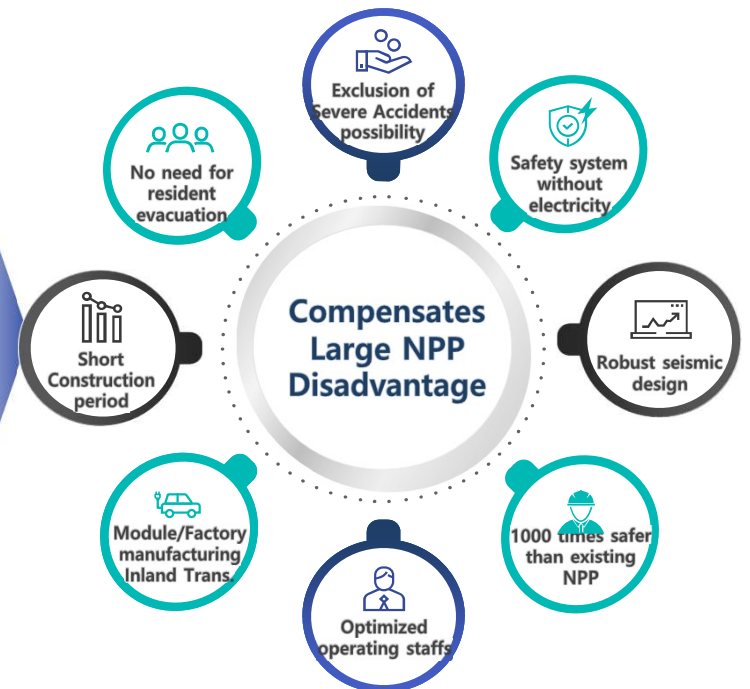 Exclusion of
Severe Accidents
possibility
Safety system
without
electricity
No need for
resident
evacuation
Compensates
Large NPP
Disadvantage
Short
Construction
period
Robust seismic
design
Module/Factory
manufacturing
Inland Trans.
1000 times safer
than existing
NPP
Optimized
operating staffs